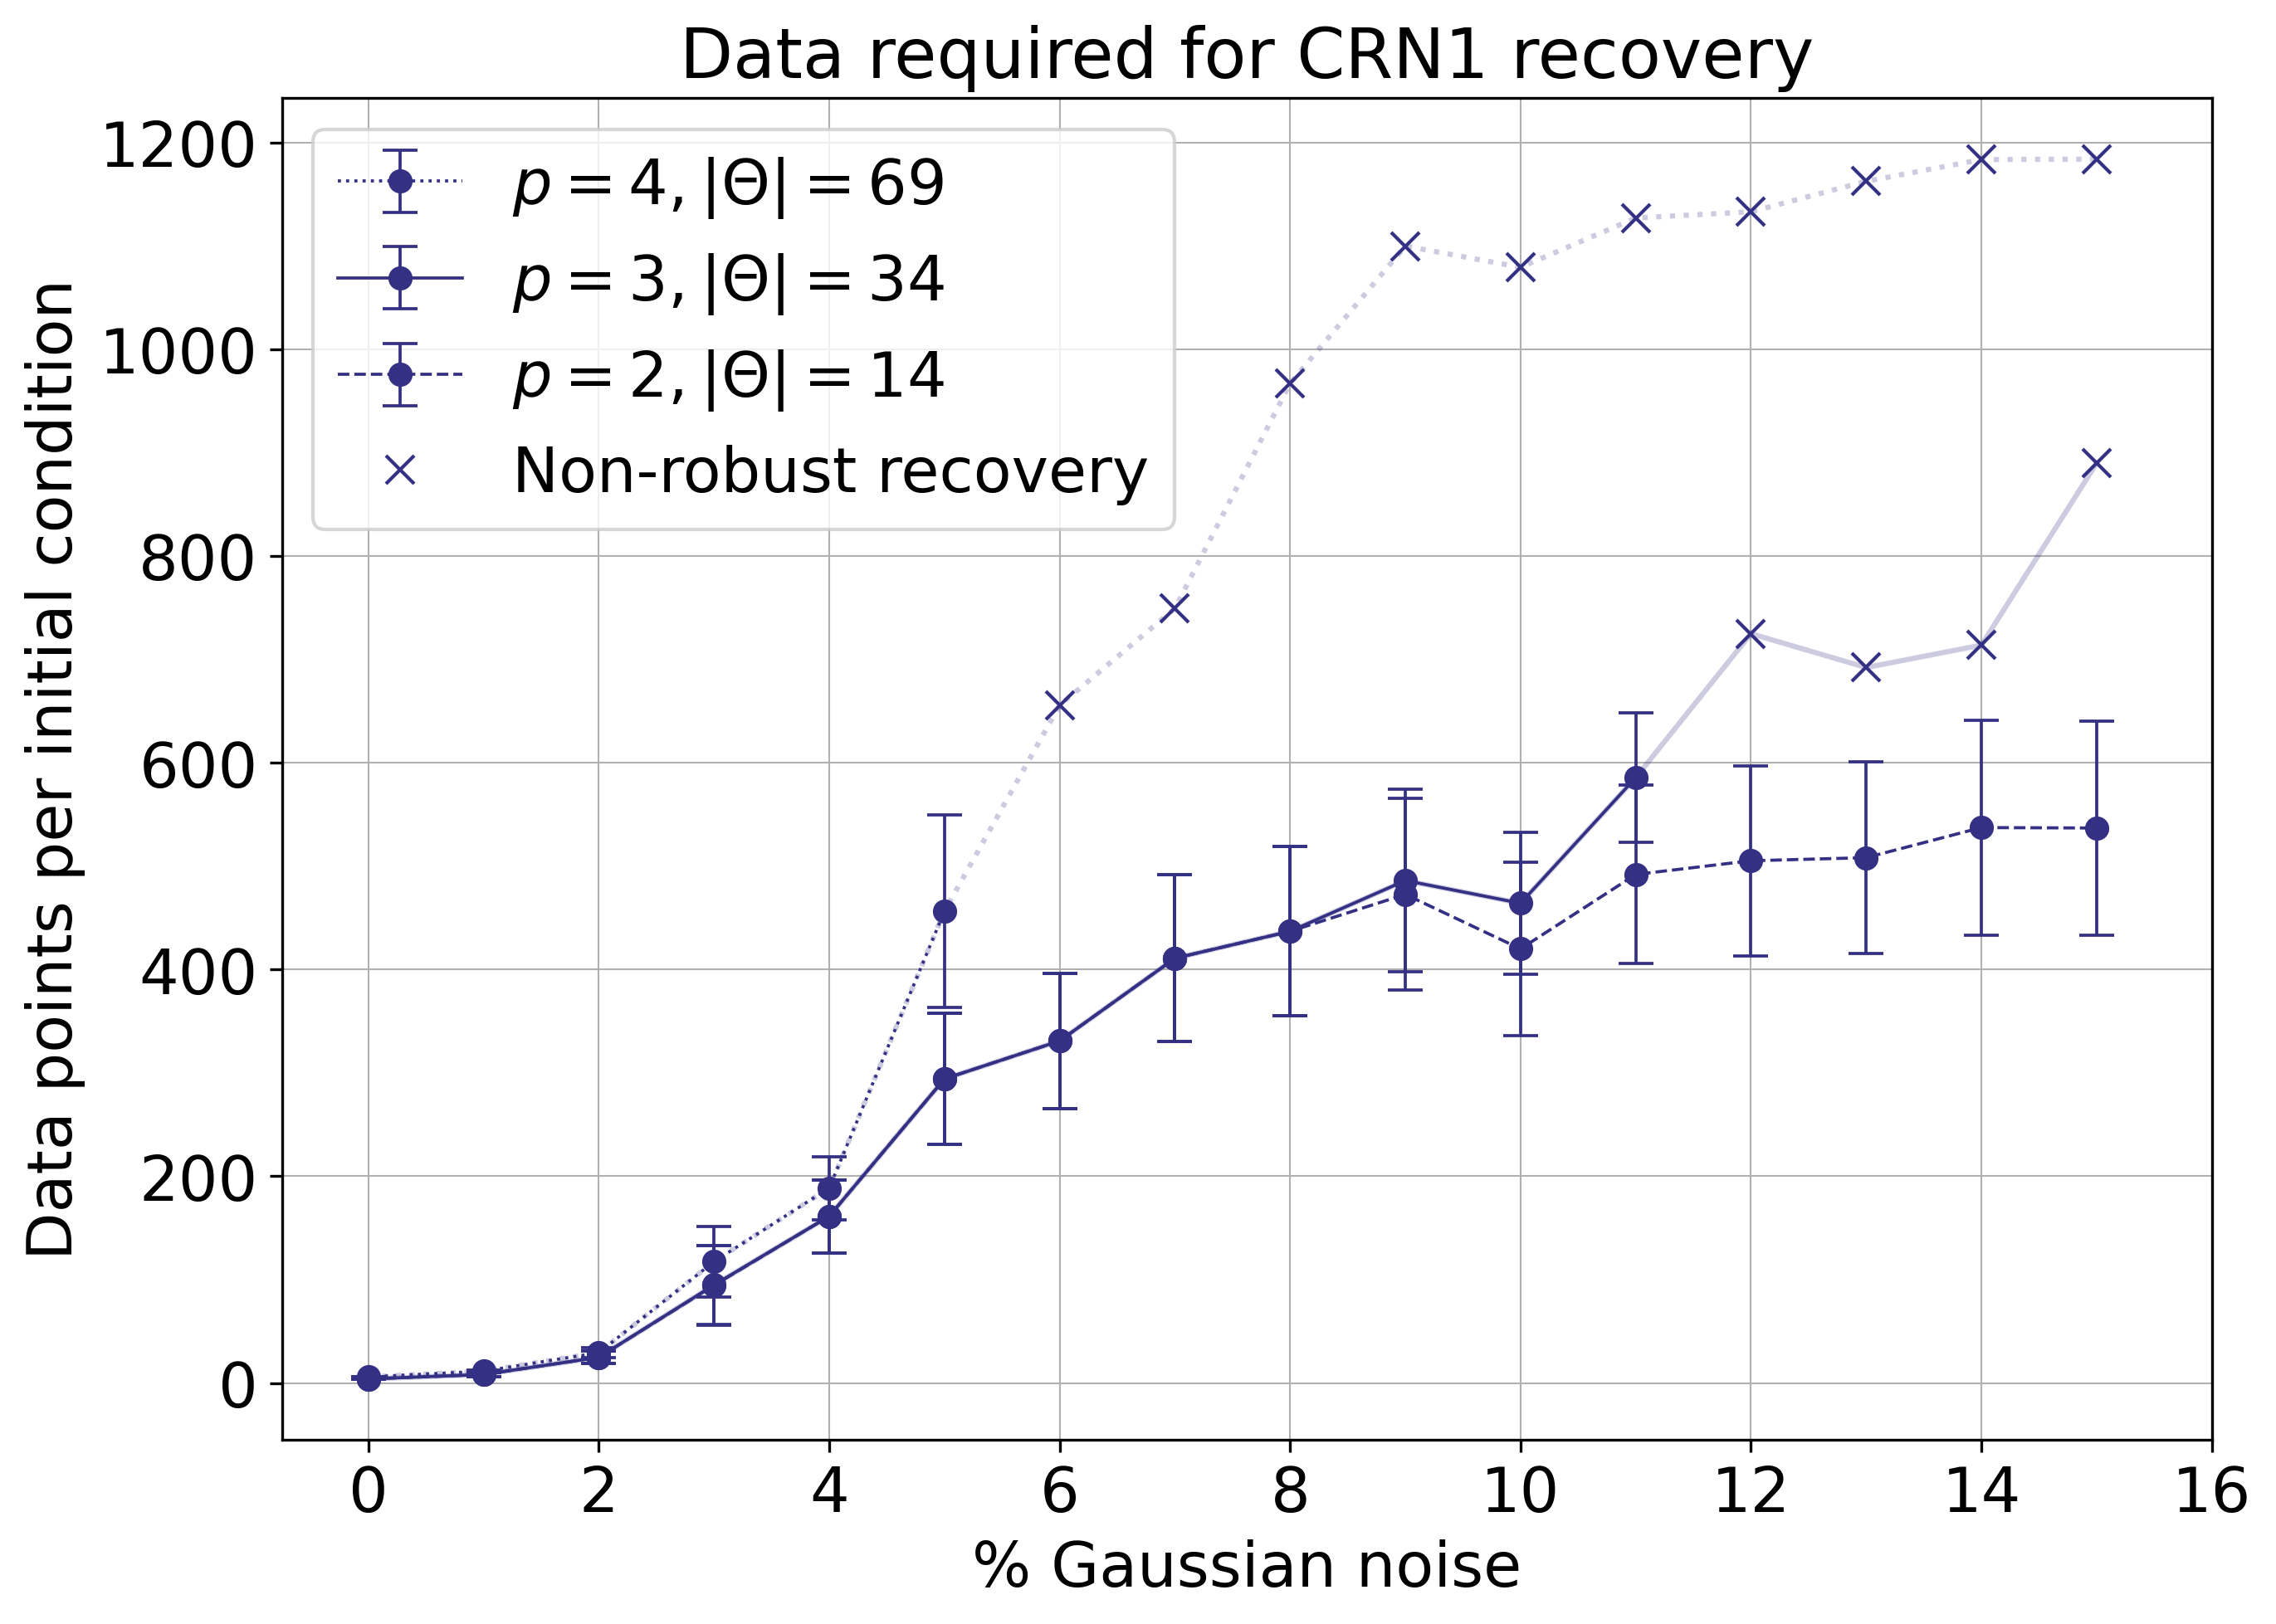 Data required for CRN1 recovery
1200
1000
800
600
400
200
0
Data points per initial condition
p = 4, |Θ| = 69
p = 3, |Θ| = 34
p = 2, |Θ| = 14
Non-robust recovery
0 2 4 6 8 10 12 14 16
% Gaussian noise